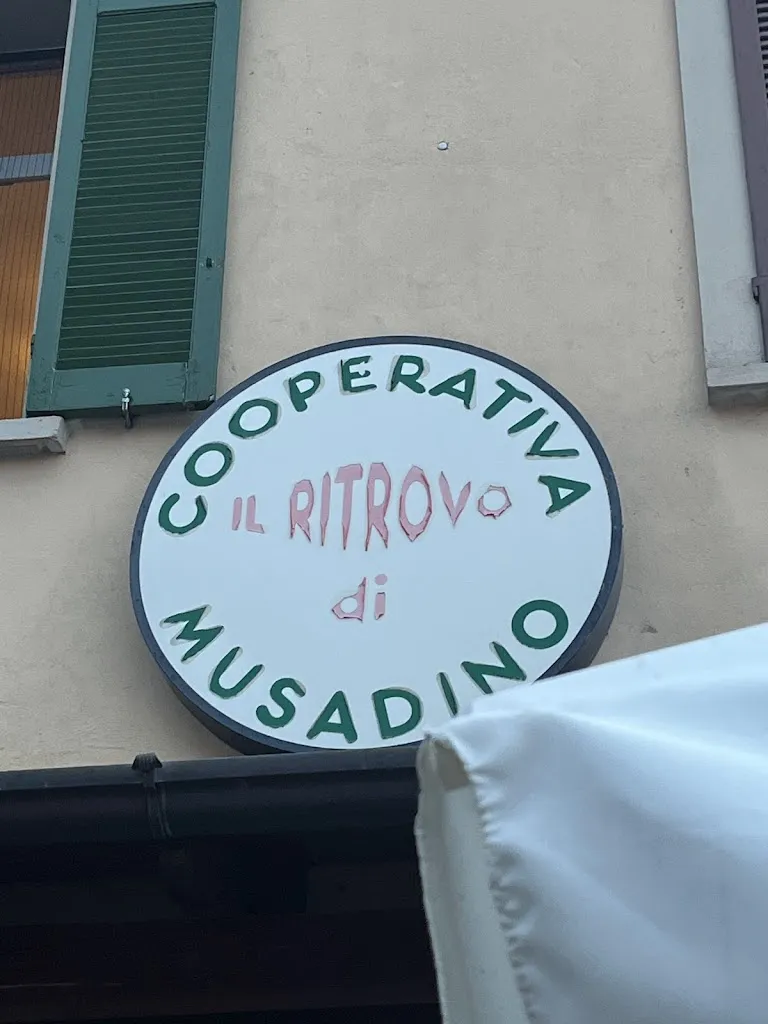 COOPERATIVA
IL RITROVO
di
MUSADINO